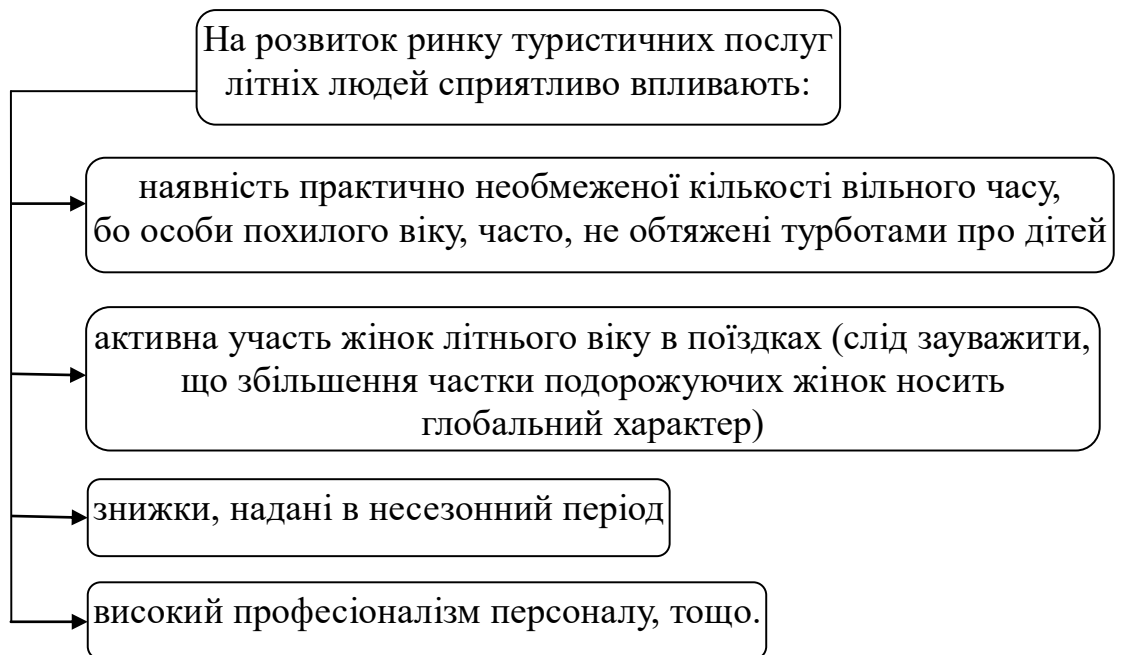 На розвиток ринку туристичних послуг
літніх людей сприятливо впливають:
наявність практично необмеженої кількості вільного часу,
бо особи похилого віку, часто, не обтяжені турботами про дітей
активна участь жінок літнього віку в поїздках (слід зауважити,
що збільшення частки подорожуючих жінок носить
глобальний характер)
знижки, надані в несезонний період
високий професіоналізм персоналу, тощо.